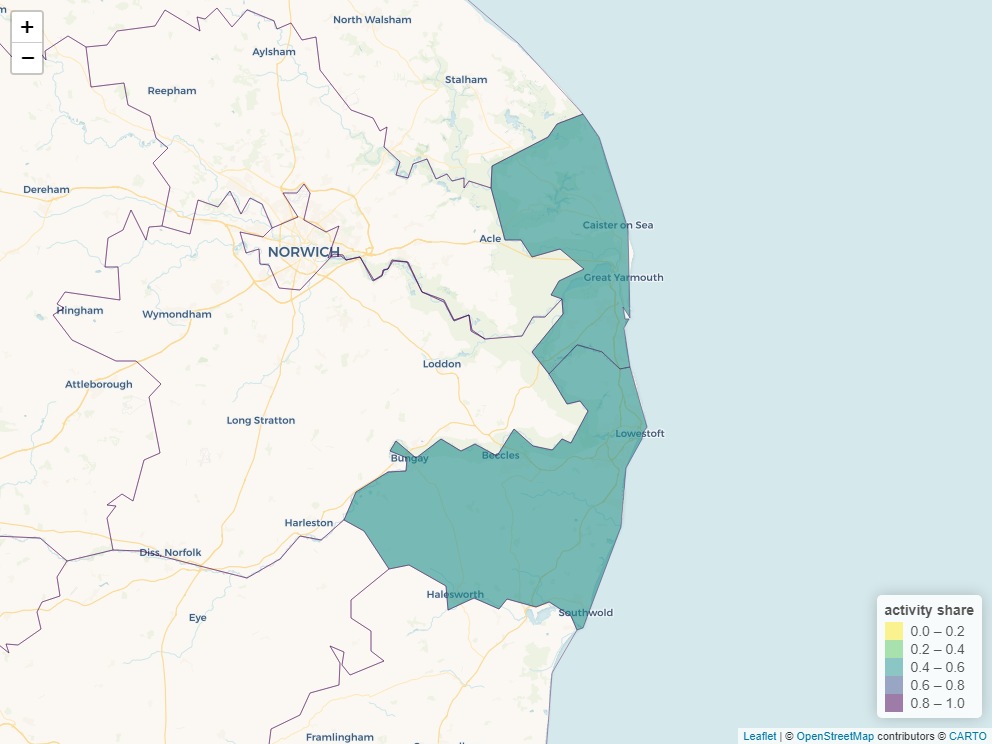 m
+
−
North Walsham
Aylsham
Stalham
Reepham
Dereham
Caister on Sea
Acle
NORWICH
Great Yarmouth
Hingham
Wymondham
Loddon
Attleborough
Long Stratton
Lowestoft
Bungay
Beccles
Harleston
Diss, Norfolk
Halesworth
Southwold
Eye
Framlingham
activity share
0.0 – 0.2
0.2 – 0.4
0.4 – 0.6
0.6 – 0.8
0.8 – 1.0
Leaflet | © OpenStreetMap contributors © CARTO